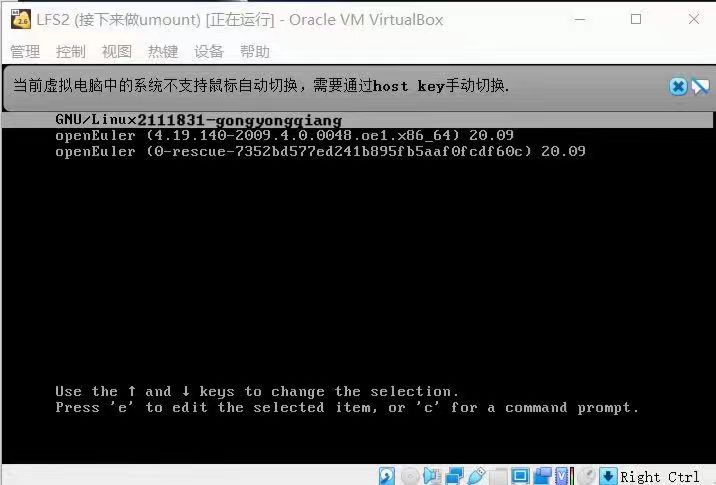 LFS2 (接下来做umount) [正在运行] - Oracle VM VirtualBox
管理 控制 视图 热键 设备 帮助
当前虚拟电脑中的系统不支持鼠标自动切换，需要通过host key手动切换.
GNU/Linux2111831-gongyongqiang
openEuler (4.19.140-2009.4.0.0048.oe1.x86_64) 20.09
openEuler (0-rescue-7352bd577ed241b895fb5aaf0fcdf60c) 20.09
Use the ↑ and ↓ keys to change the selection.
Press 'e' to edit the selected item, or 'c' for a command prompt.
Right Ctrl